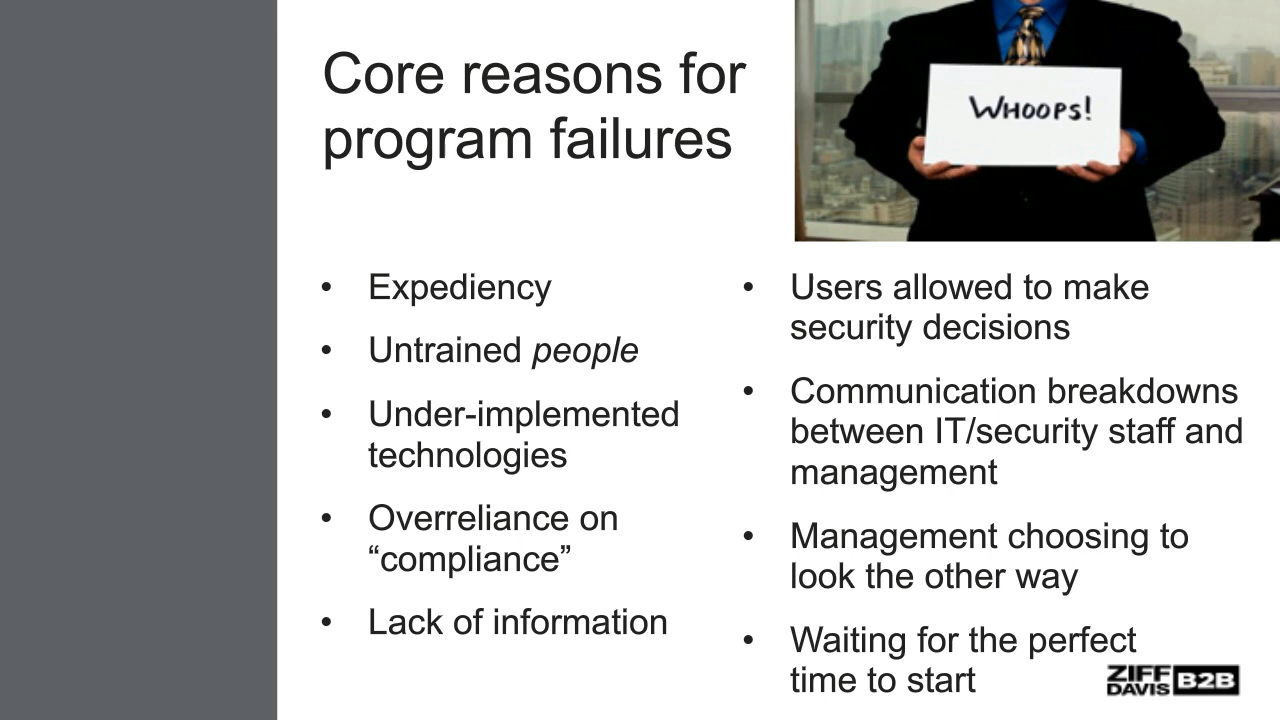 Core reasons for
program failures
WHOOPS!
• Expediency
• Untrained people
• Under-implemented
technologies
• Overreliance on
“compliance”
• Lack of information
• Users allowed to make
security decisions
• Communication breakdowns
between IT/security staff and
management
• Management choosing to
look the other way
• Waiting for the perfect
time to start
ZIFF
DAVIS B2B